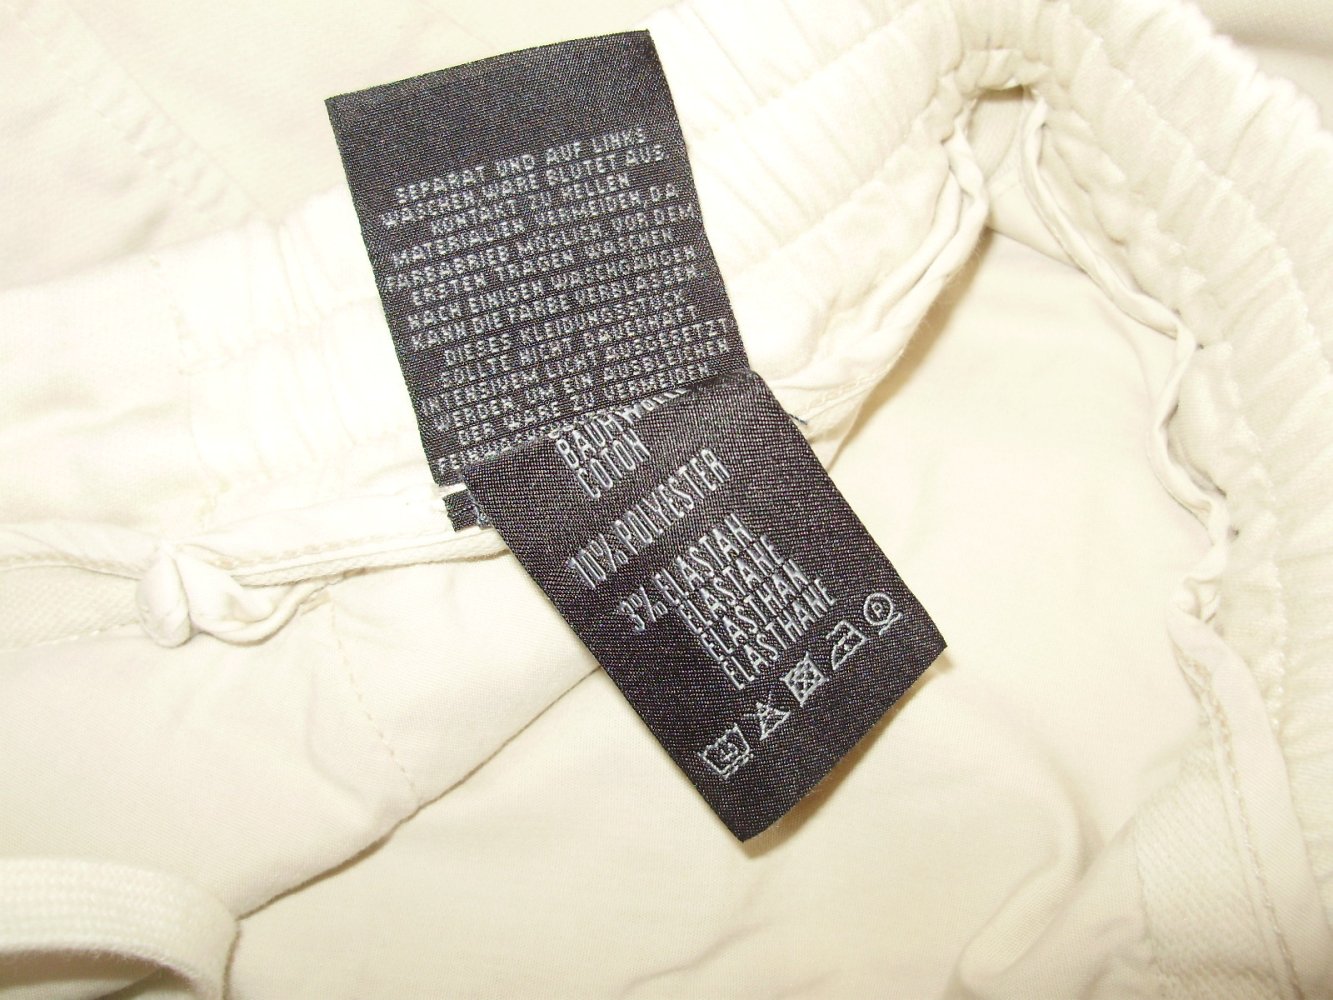 SEPARAT UND AUF LINKS
WASCHEN, WARE BLUTET AUS.
KONTAKT ZU HELLEN
MATERIALIEN VERMEIDEN, DA
FARBABRIEB MÖGLICH. VOR DEM
ERSTEN TRAGEN WASCHEN.
NACH EINIGEN WASCHGÄNGEN
KANN DIE FARBE VERBLASSEN.
DIESES KLEIDUNGSSTÜCK
SOLLTE NICHT DAUERHAFT
INTENSIVEM LICHT AUSGESETZT
WERDEN, UM EIN AUSBLEICHEN
DER WARE ZU VERMEIDEN.
COTON
10% POLYESTER
3% ELASTAN
ELASTANE
ELASTHAN
ELASTHANNE
P